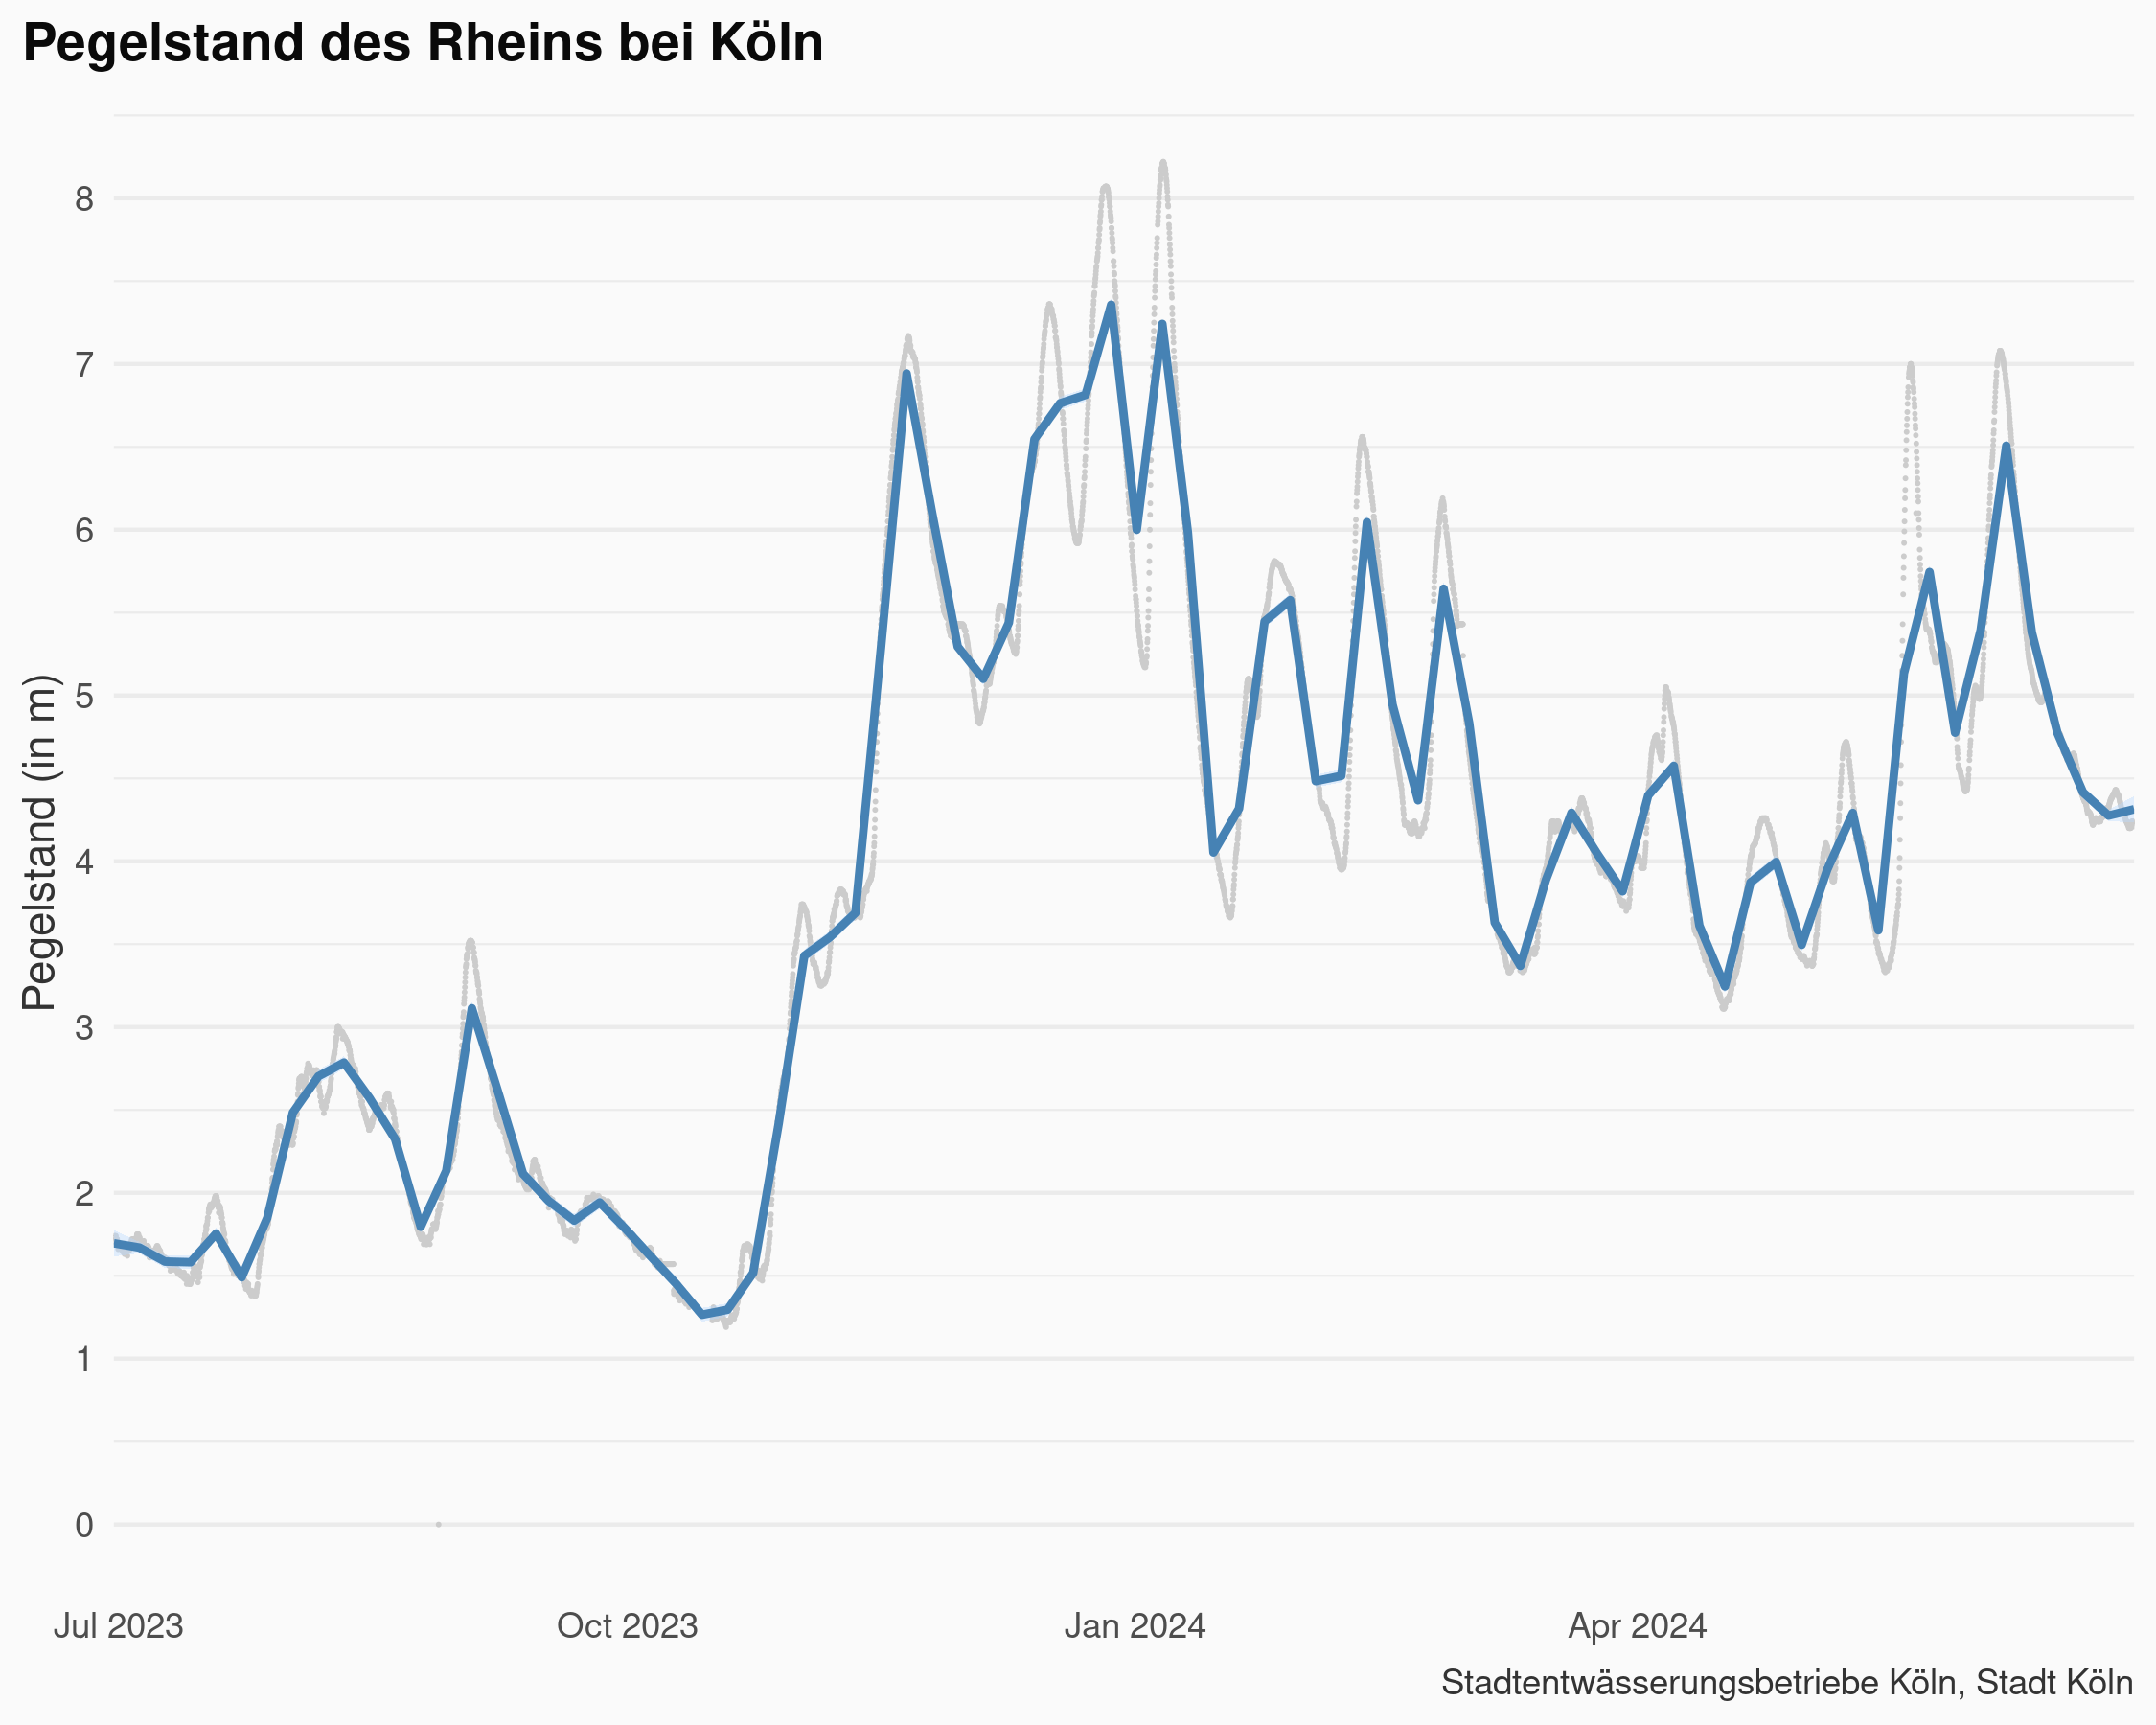 Pegelstand des Rheins bei Köln
Pegelstand (in m)
8
7
6
5
4
3
2
1
0
Jul 2023 Oct 2023 Jan 2024 Apr 2024
Stadtentwässerungsbetriebe Köln, Stadt Köln